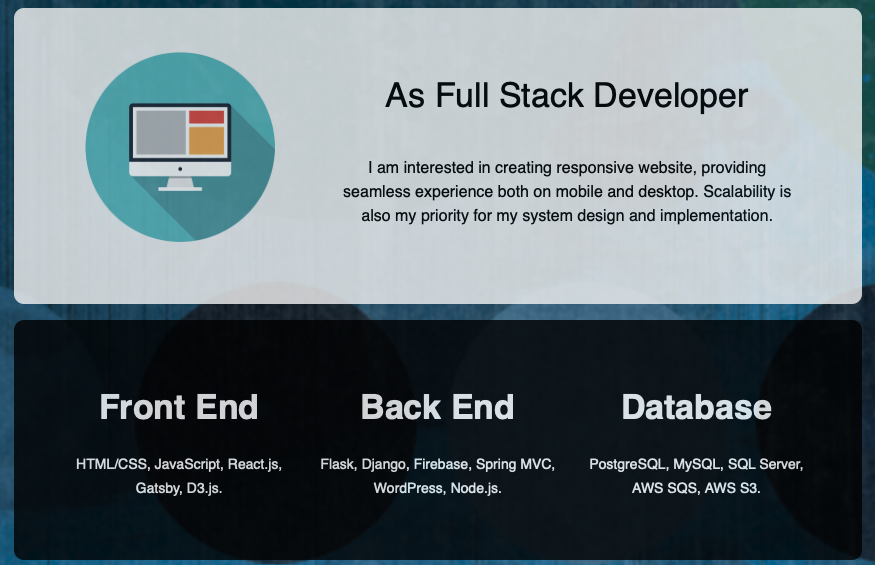 As Full Stack Developer
I am interested in creating responsive website, providing
seamless experience both on mobile and desktop. Scalability is
also my priority for my system design and implementation.
Front End
HTML/CSS, JavaScript, React.js,
Gatsby, D3.js.
Back End
Flask, Django, Firebase, Spring MVC,
WordPress, Node.js.
Database
PostgreSQL, MySQL, SQL Server,
AWS SQS, AWS S3.